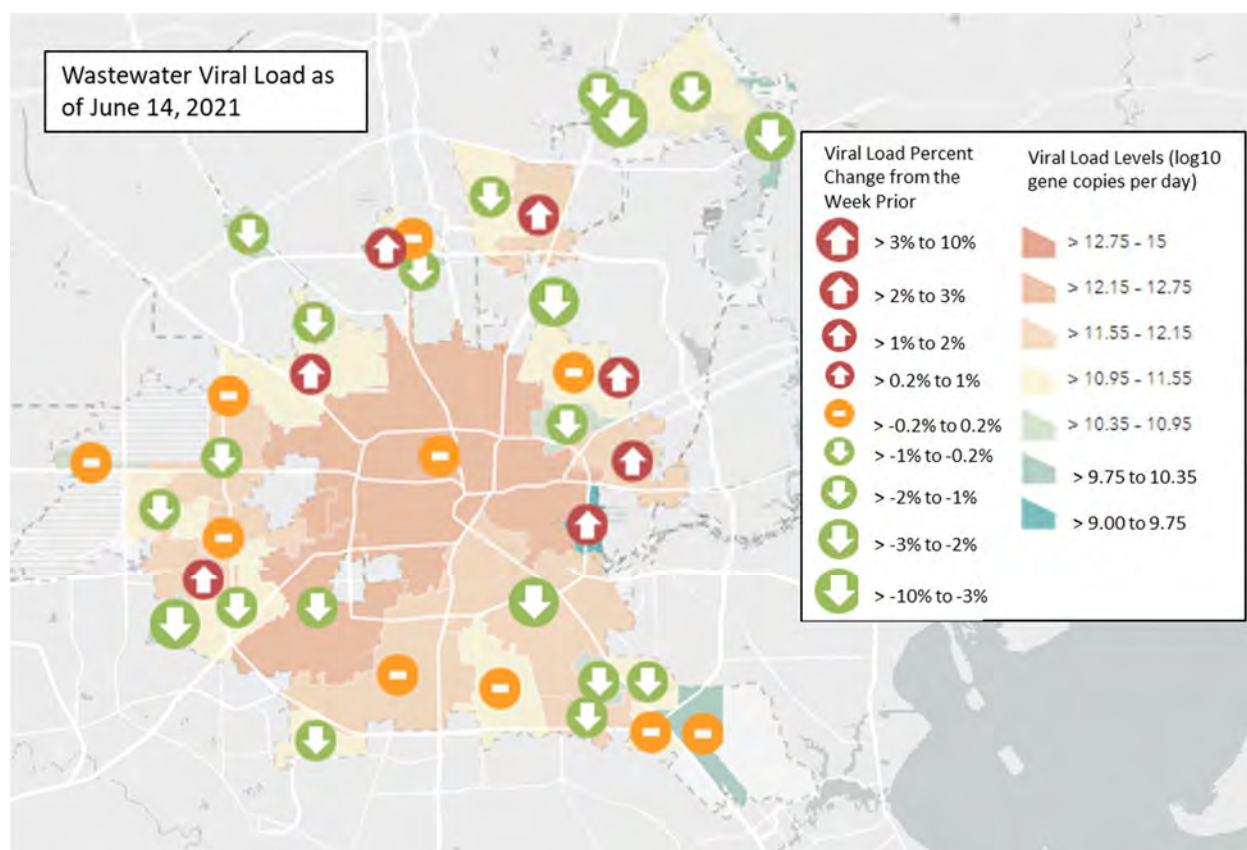 Wastewater Viral Load as
of June 14, 2021
Viral Load Percent
Change from the
Week Prior
> 3% to 10%
> 2% to 3%
> 1% to 2%
> 0.2% to 1%
> -0.2% to 0.2%
> -1% to -0.2%
> -2% to -1%
> -3% to -2%
> -10% to -3%
Viral Load Levels (log10
gene copies per day)
> 12.75 - 15
> 12.15 - 12.75
> 11.55 - 12.15
> 10.95 - 11.55
> 10.35 - 10.95
> 9.75 to 10.35
> 9.00 to 9.75